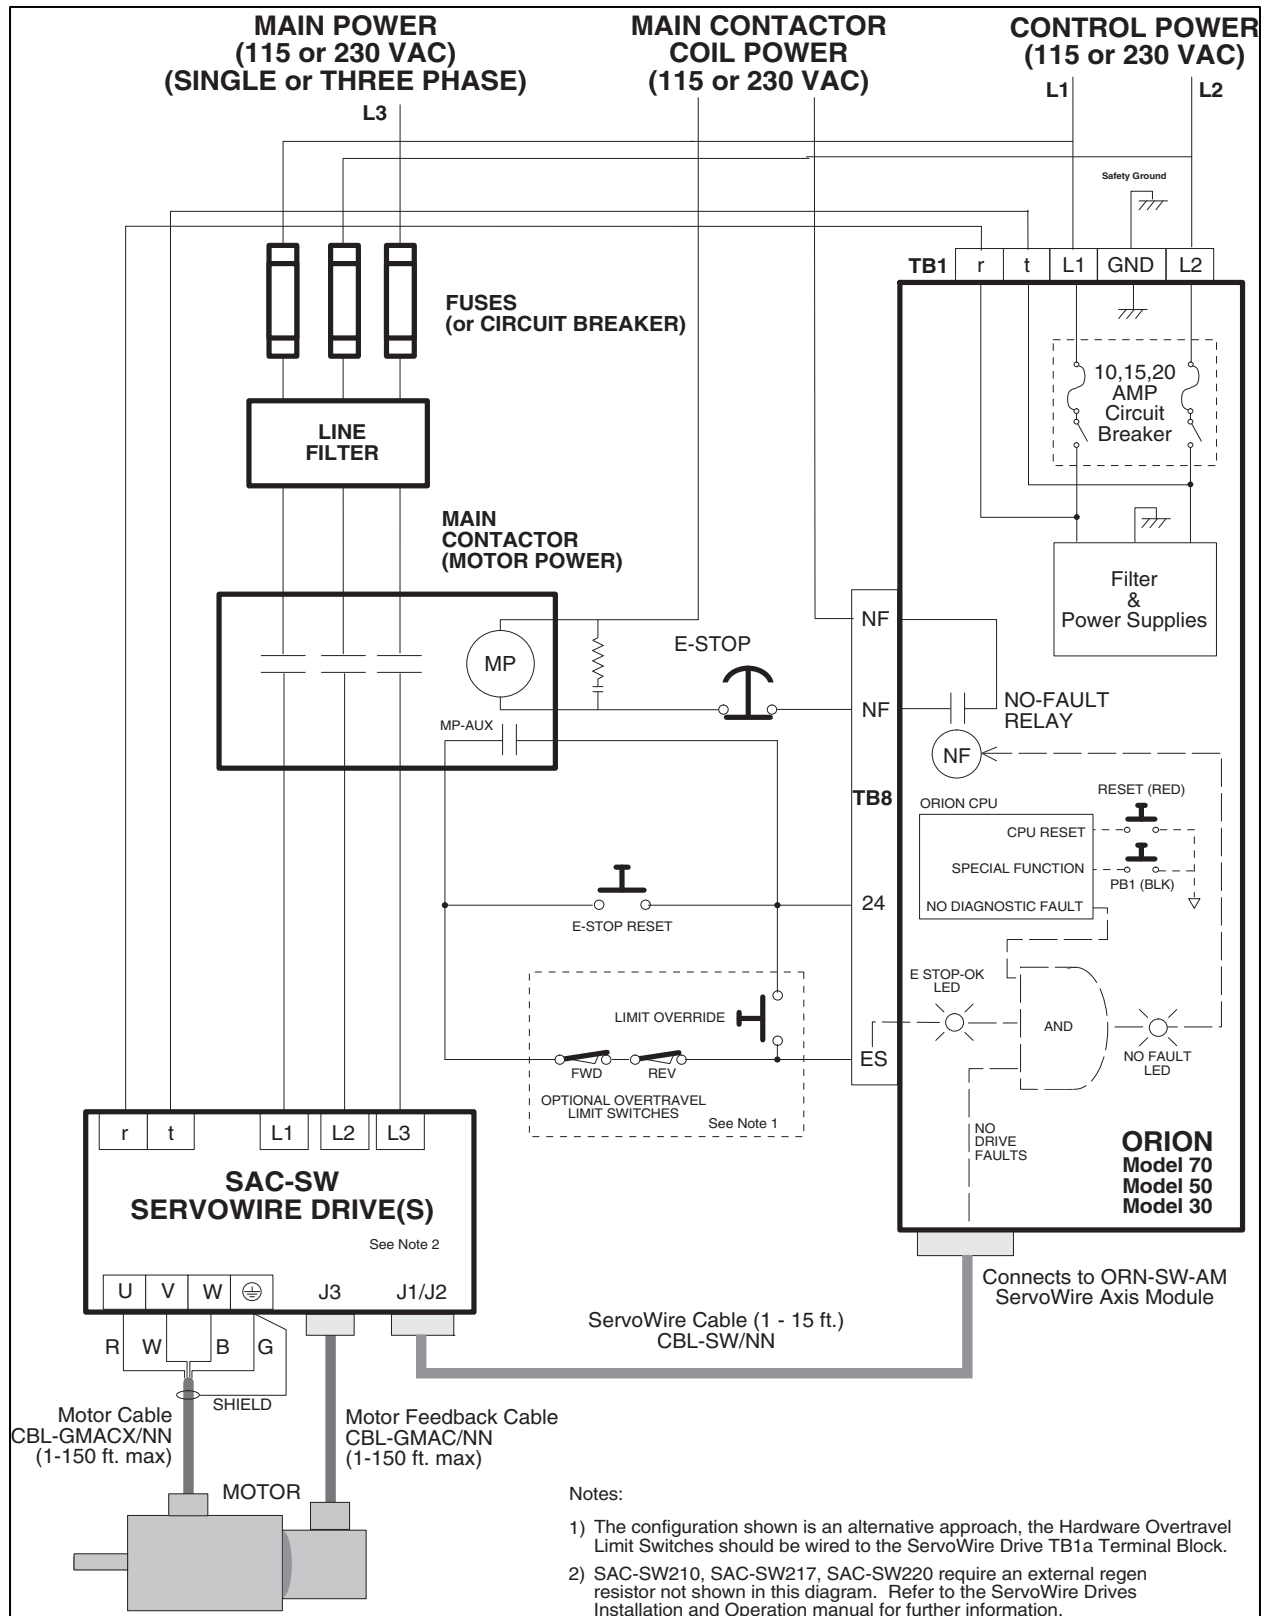 MAIN POWER
(115 or 230 VAC)
(SINGLE or THREE PHASE)
L3
MAIN CONTACTOR
COIL POWER
(115 or 230 VAC)
CONTROL POWER
(115 or 230 VAC)
L1
L2
Safety Ground
TB1
r
t
L1
GND
L2
FUSES
(or CIRCUIT BREAKER)
10,15,20
AMP
Circuit
Breaker
LINE
FILTER
MAIN
CONTACTOR
(MOTOR POWER)
Filter
&
Power Supplies
MP
E-STOP
NF
NF
NO-FAULT
RELAY
MP-AUX
NF
TB8
ORION CPU
RESET (RED)
CPU RESET
SPECIAL FUNCTION
PB1 (BLK)
NO DIAGNOSTIC FAULT
24
E-STOP RESET
E STOP-OK
LED
AND
NO FAULT
LED
LIMIT OVERRIDE
ES
FWD
REV
OPTIONAL OVERTRAVEL
LIMIT SWITCHES
See Note 1
NO
DRIVE
FAULTS
ORION
Model 70
Model 50
Model 30
r
t
L1
L2
L3
SAC-SW
SERVOWIRE DRIVE(S)
See Note 2
U
V
W
J3
J1/J2
Connects to ORN-SW-AM
ServoWire Axis Module
ServoWire Cable (1 - 15 ft.)
CBL-SW/NN
R
W
B
G
SHIELD
Motor Cable
CBL-GMACX/NN
(1-150 ft. max)
Motor Feedback Cable
CBL-GMAC/NN
(1-150 ft. max)
MOTOR
Notes:
1) The configuration shown is an alternative approach, the Hardware Overtravel
Limit Switches should be wired to the ServoWire Drive TB1a Terminal Block.
2) SAC-SW210, SAC-SW217, SAC-SW220 require an external regen
resistor not shown in this diagram. Refer to the ServoWire Drives
Installation and Operation manual for further information.